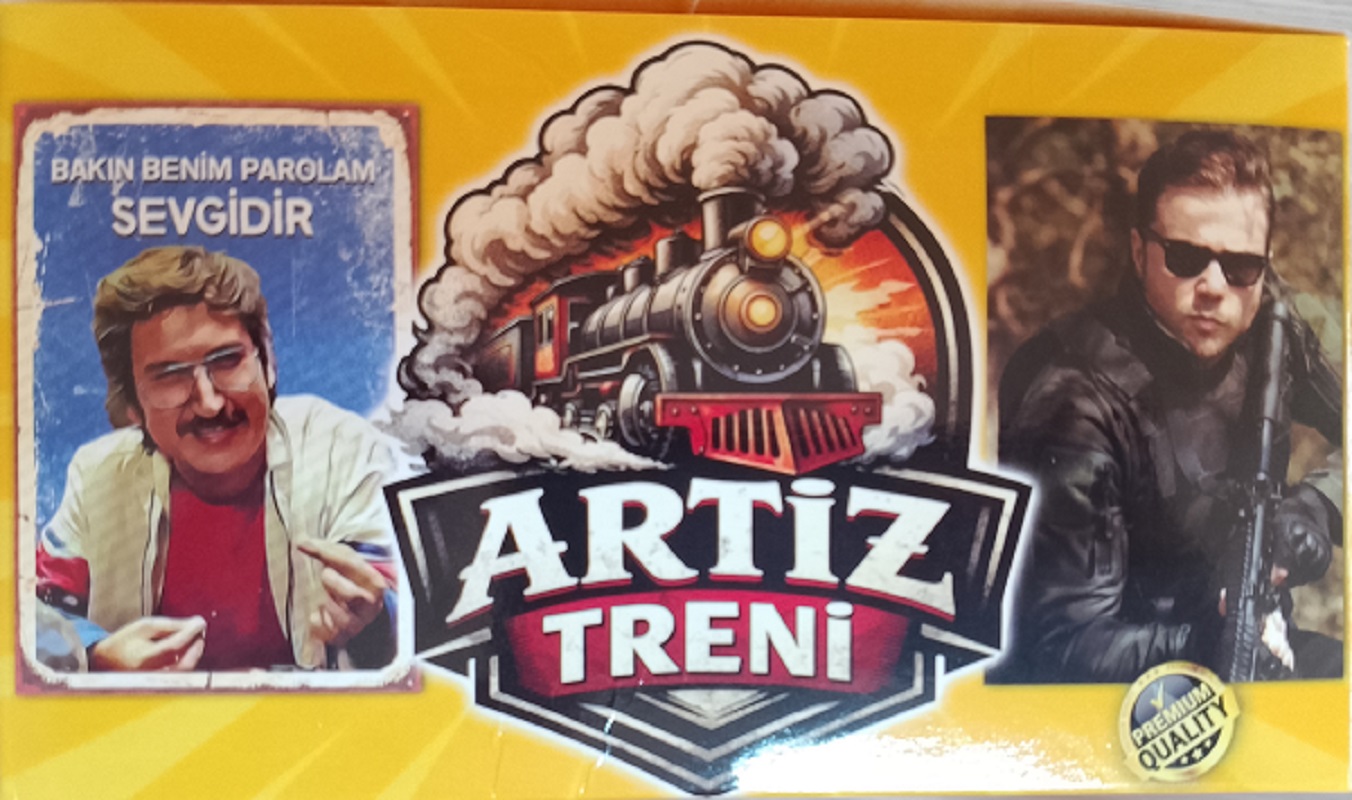 BAKIN BENİM PAROLAM
SEVGİDİR
ARTİZ
TRENİ
PREMIUM
QUALITY